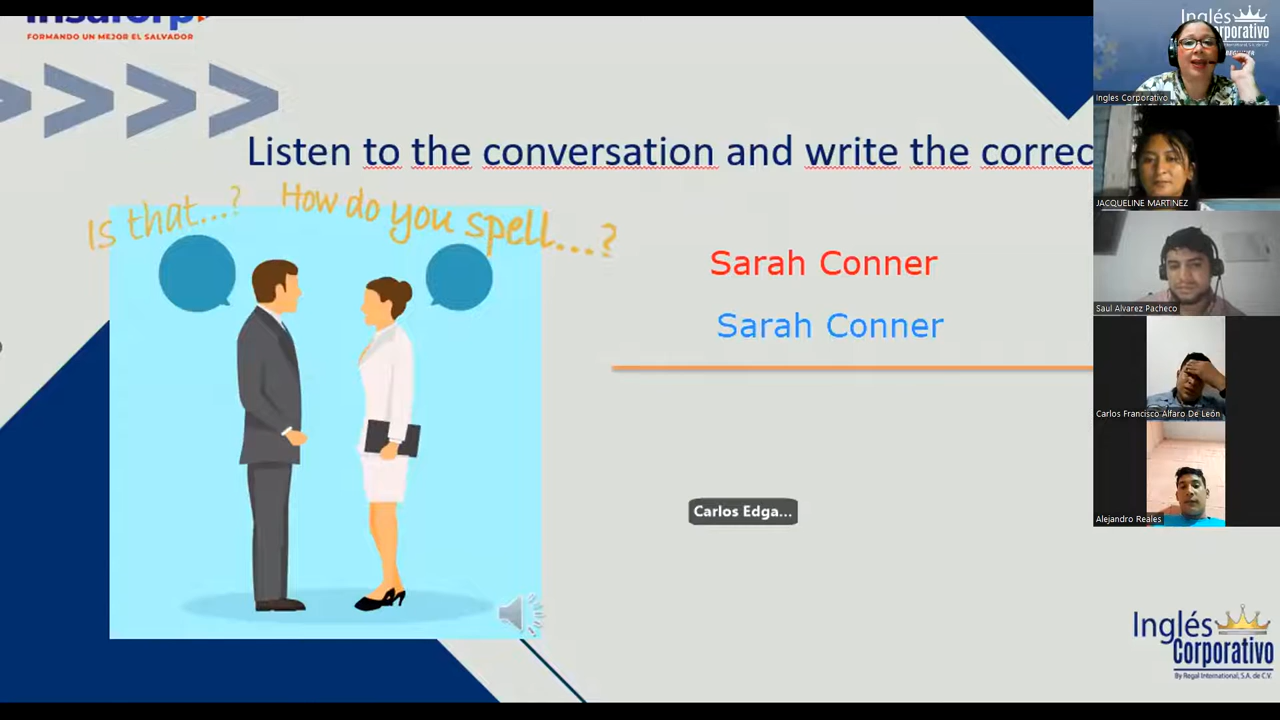 FORMANDO UN MEJOR EL SALVADOR
Listen to the conversation and write the correc
Is that...? How do you spell...?
Sarah Conner
Sarah Conner
Carlos Edga...
Inglés
Corporativo
By Regal International, S.A. de C.V.
Inglés
Corporativo
Ingles Corporativo
JACQUELINE MARTINEZ
Saul Alvarez Pacheco
Carlos Francisco Alfaro De León
Alejandro Reales